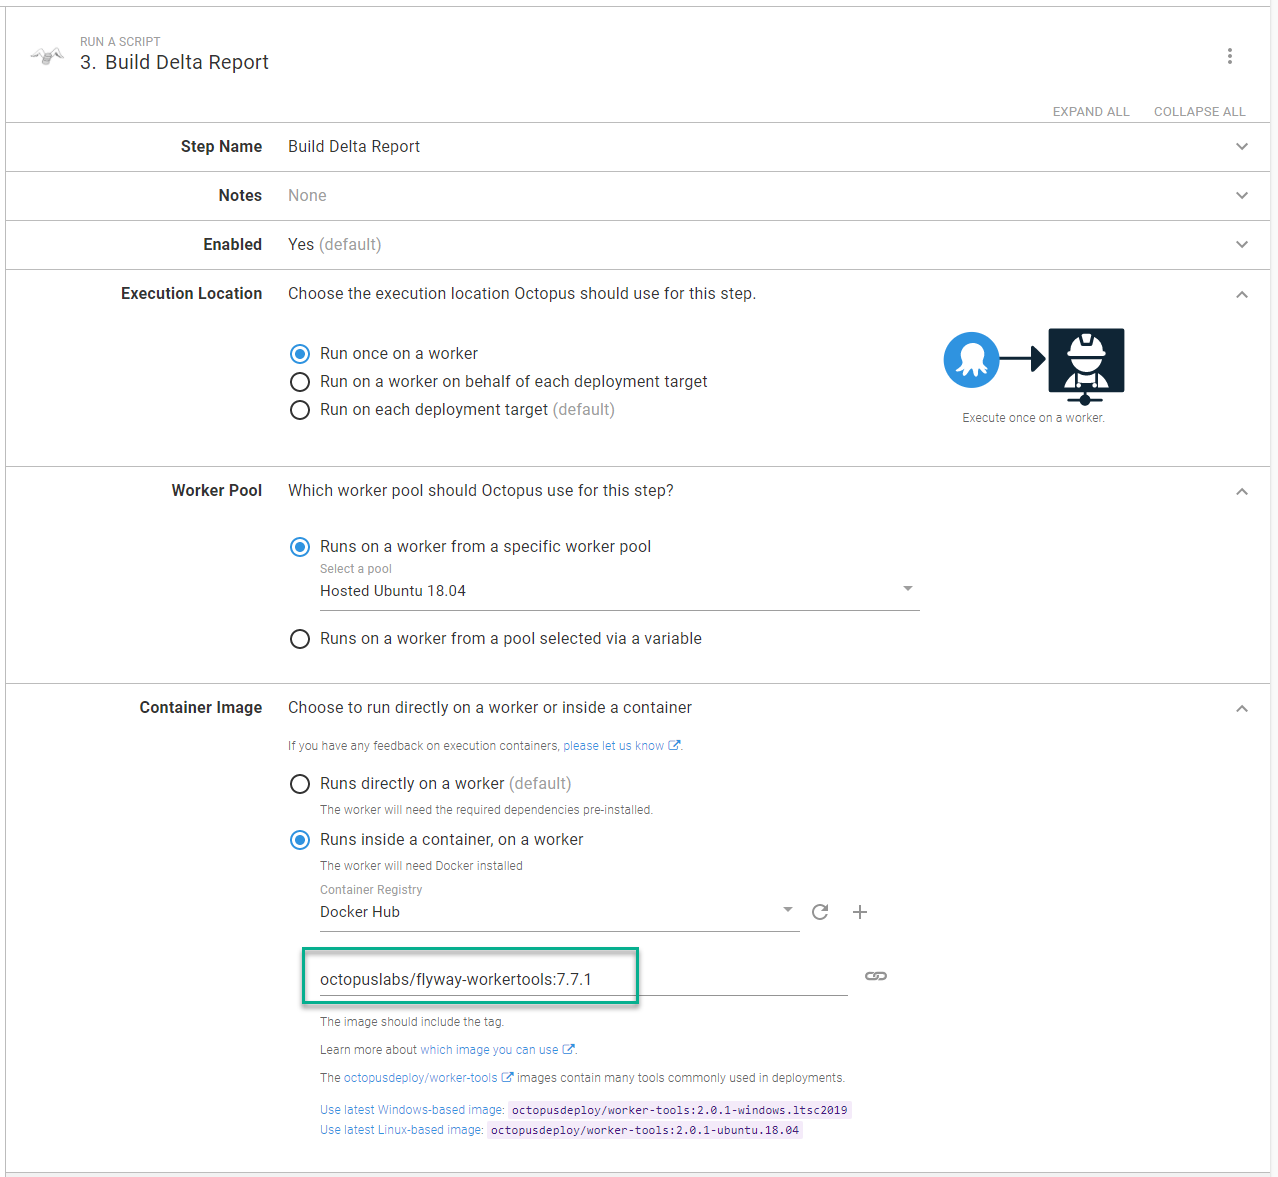 RUN A SCRIPT
3. Build Delta Report
EXPAND ALL COLLAPSE ALL
Step Name Build Delta Report
Notes None
Enabled Yes (default)
Execution Location Choose the execution location Octopus should use for this step.
Run once on a worker
Run on a worker on behalf of each deployment target
Run on each deployment target (default)
Execute once on a worker.
Worker Pool Which worker pool should Octopus use for this step?
Runs on a worker from a specific worker pool
Select a pool
Hosted Ubuntu 18.04
Runs on a worker from a pool selected via a variable
Container Image Choose to run directly on a worker or inside a container
If you have any feedback on execution containers, please let us know.
Runs directly on a worker (default)
The worker will need the required dependencies pre-installed.
Runs inside a container, on a worker
The worker will need Docker installed
Container Registry
Docker Hub
octopuslabs/flyway-workertools:7.7.1
The image should include the tag.
Learn more about which image you can use.
The octopusdeploy/worker-tools images contain many tools commonly used in deployments.
Use latest Windows-based image: octopusdeploy/worker-tools:2.0.1-windows.ltsc2019
Use latest Linux-based image: octopusdeploy/worker-tools:2.0.1-ubuntu.18.04